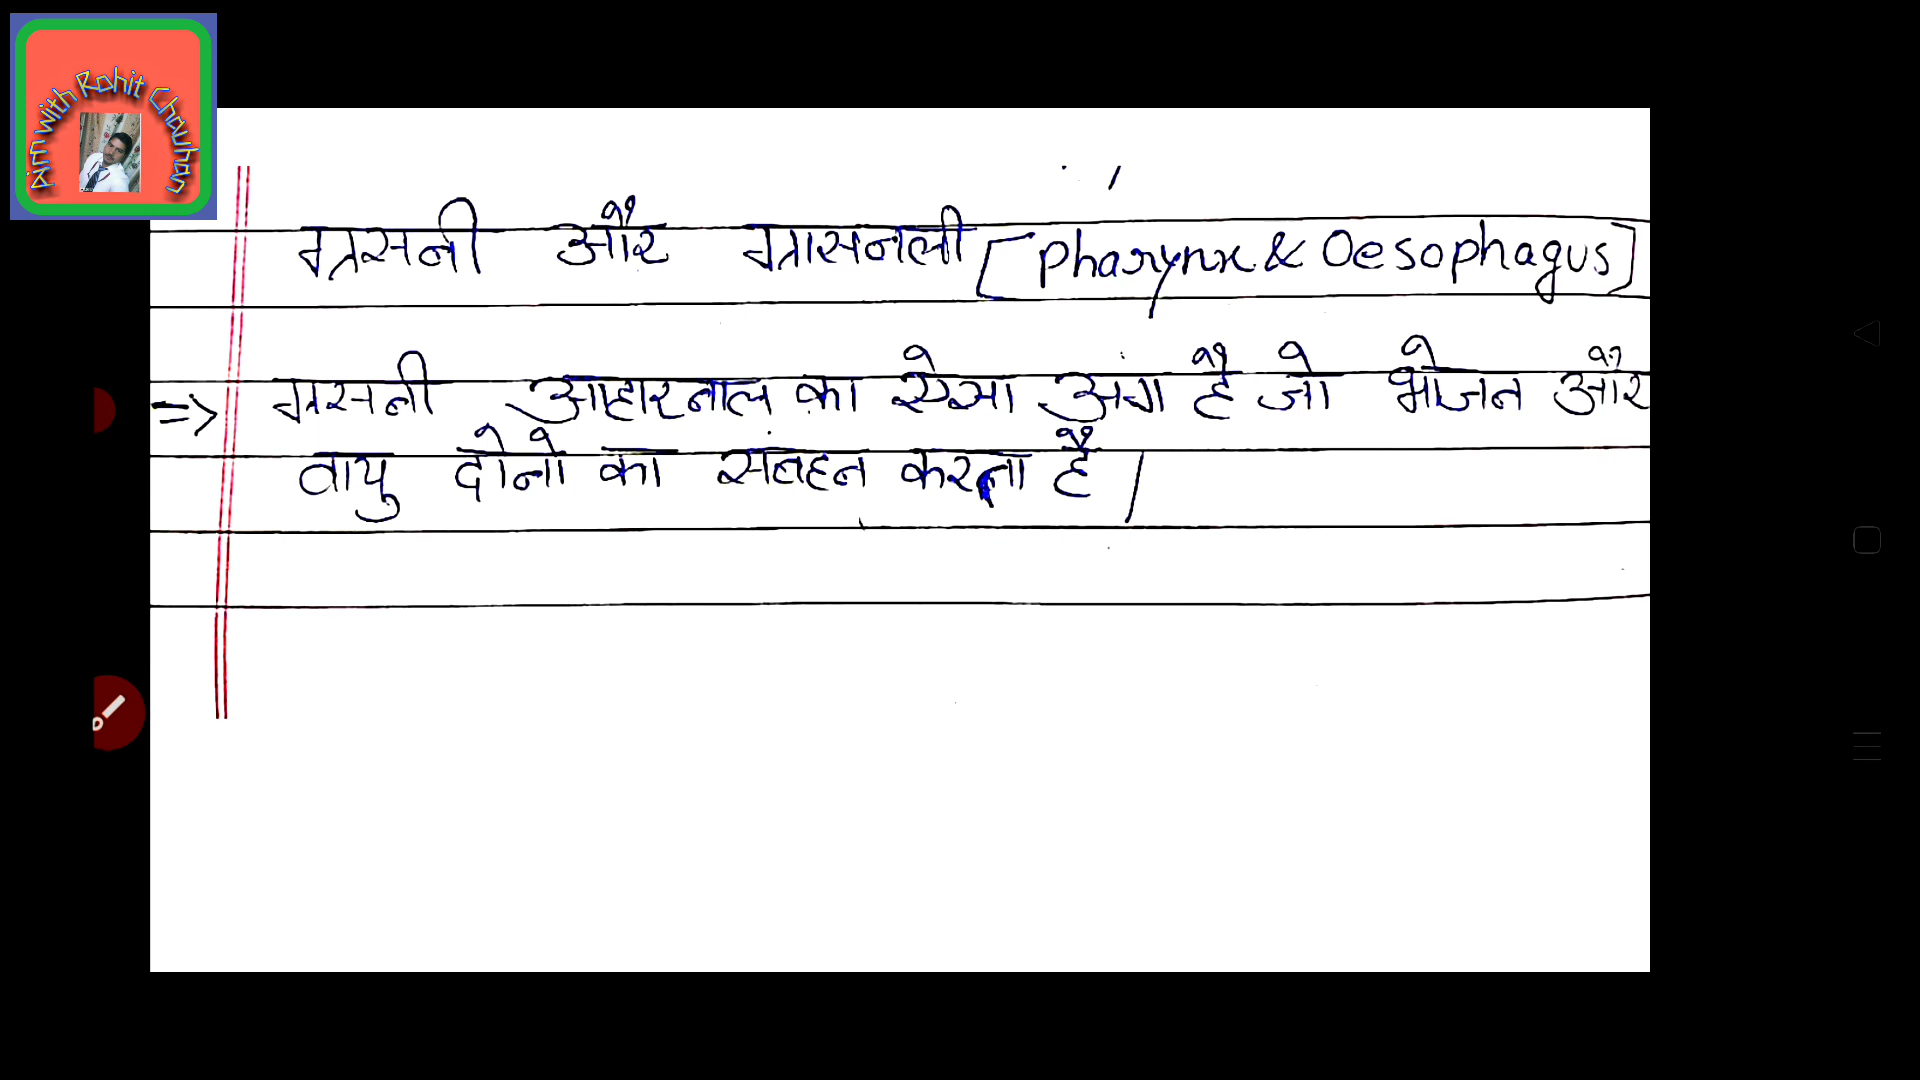 Aim with Rohit Chauhan
ग्रसनी और ग्रासनली [Pharynx & Oesophagus]
=> ग्रसनी आहारनाल का ऐसा अंग है जो भोजन और
वायु दोनो का संवहन करता है।